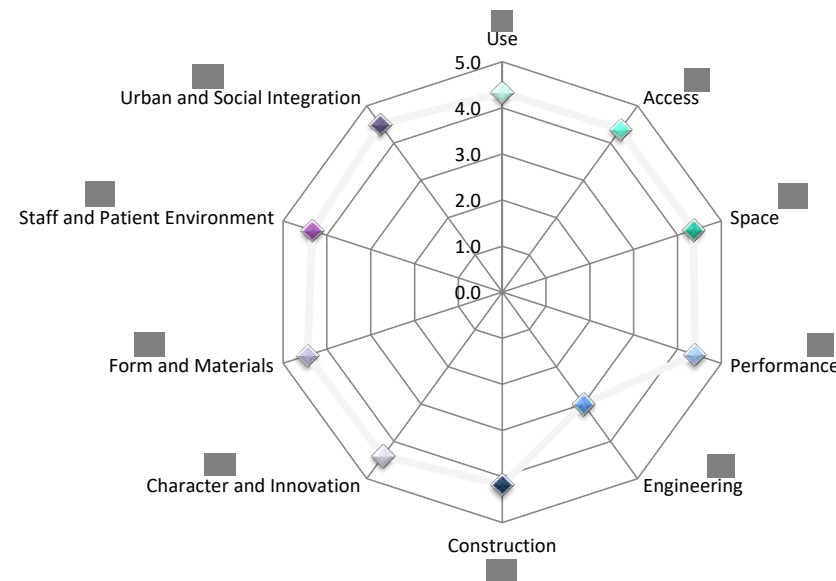 Use
5.0
Urban and Social Integration
Access
4.0
3.0
Staff and Patient Environment
Space
2.0
1.0
0.0
Form and Materials
Performance
Character and Innovation
Engineering
Construction